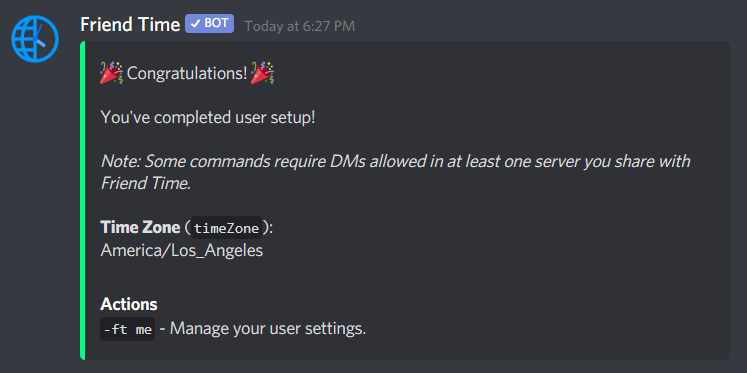 Friend Time ✓ BOT Today at 6:27 PM
🎉 Congratulations! 🎉
You've completed user setup!
Note: Some commands require DMs allowed in at least one server you share with
Friend Time.
Time Zone (timeZone):
America/Los_Angeles
Actions
-ft me - Manage your user settings.